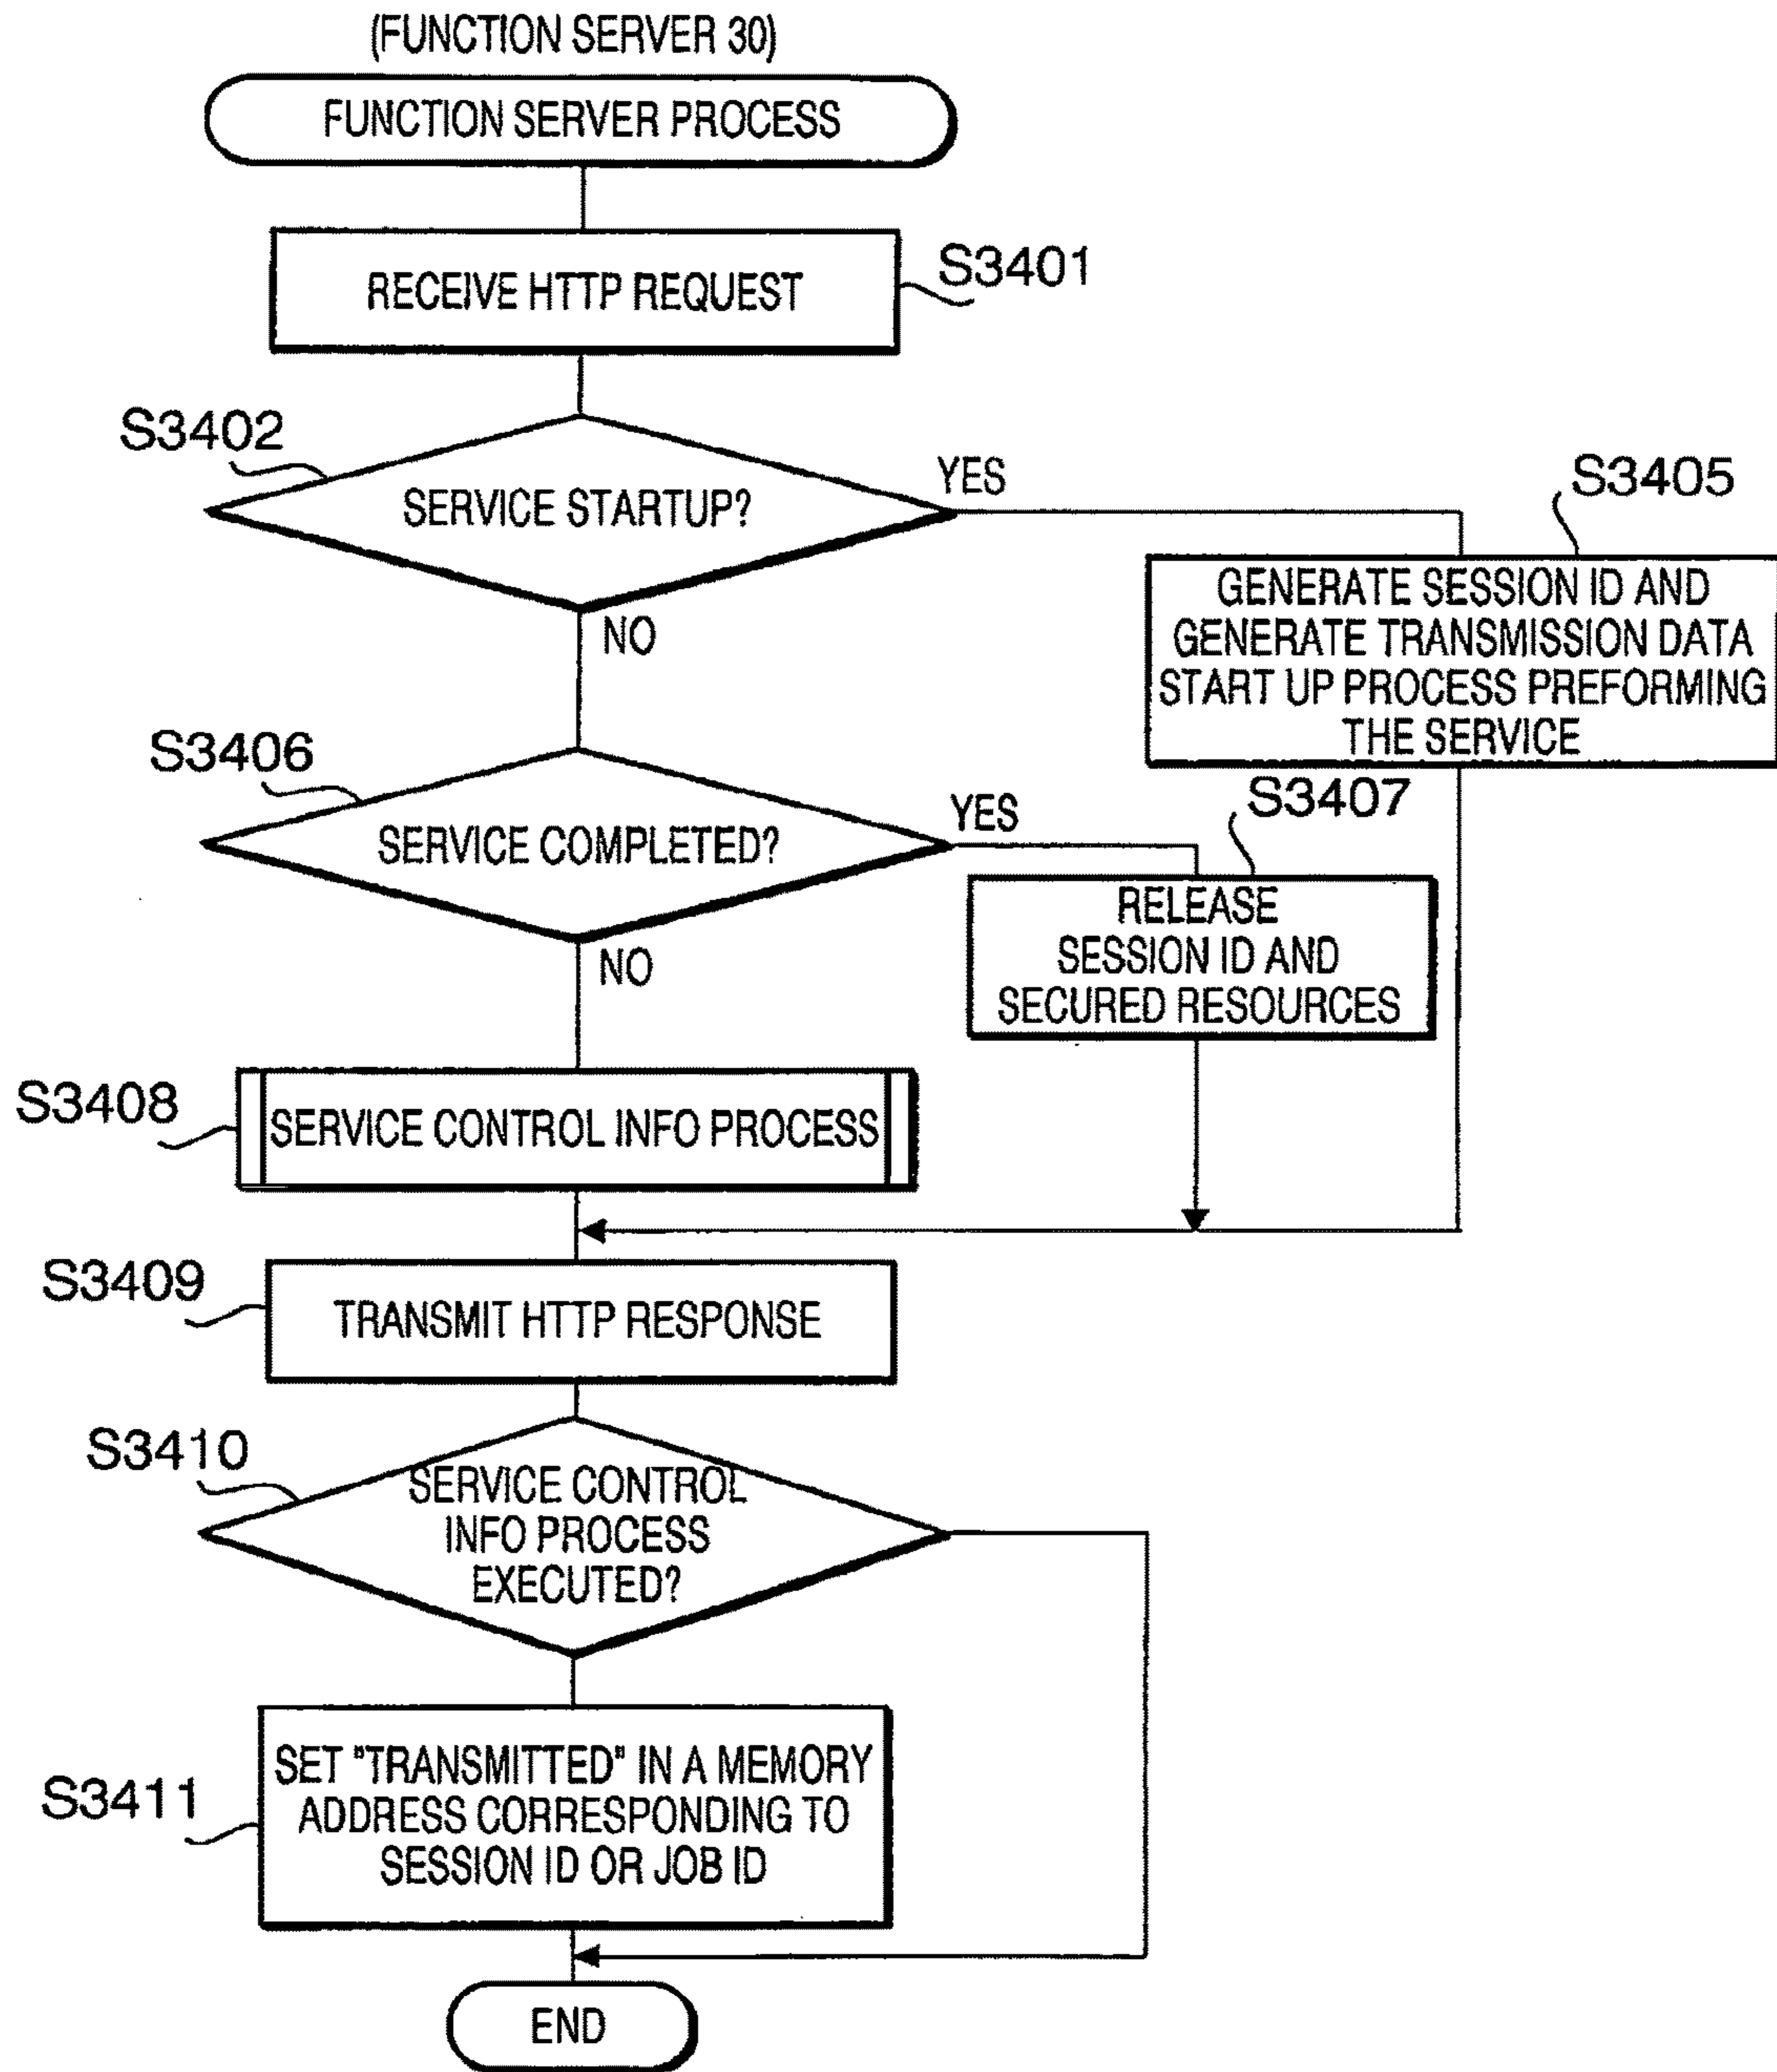 (FUNCTION SERVER 30)
FUNCTION SERVER PROCESS
RECEIVE HTTP REQUEST
S3401
S3402
SERVICE STARTUP?
YES
NO
S3405
GENERATE SESSION ID AND
GENERATE TRANSMISSION DATA
START UP PROCESS PREFORMING
THE SERVICE
S3406
SERVICE COMPLETED?
YES
NO
S3407
RELEASE
SESSION ID AND
SECURED RESOURCES
S3408
SERVICE CONTROL INFO PROCESS
S3409
TRANSMIT HTTP RESPONSE
S3410
SERVICE CONTROL
INFO PROCESS
EXECUTED?
S3411
SET "TRANSMITTED" IN A MEMORY
ADDRESS CORRESPONDING TO
SESSION ID OR JOB ID
END